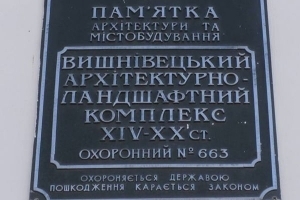 ПАМ'ЯТКА
АРХІТЕКТУРИ ТА
МІСТОБУДУВАННЯ
ВИШНІВЕЦЬКИЙ
АРХІТЕКТУРНО-
ЛАНДШАФТНИЙ
КОМПЛЕКС
XIV-XX СТ.
ОХОРОННИЙ № 663
ОХОРОНЯЄТЬСЯ ДЕРЖАВОЮ
ПОШКОДЖЕННЯ КАРАЄТЬСЯ ЗАКОНОМ